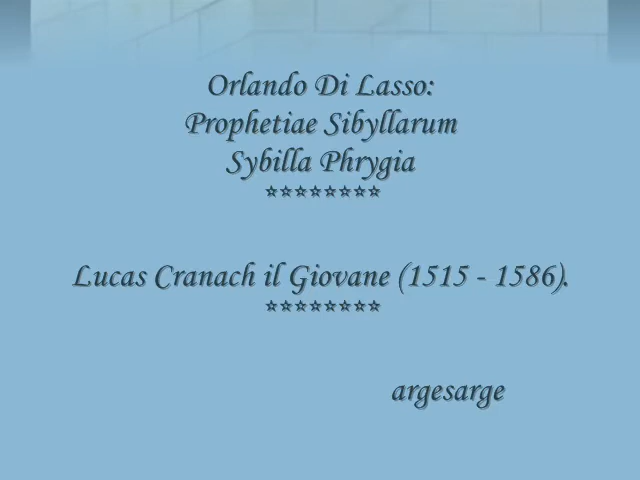 Orlando Di Lasso:
Prophetiae Sibyllarum
Sybilla Phrygia
********
Lucas Cranach il Giovane (1515 - 1586).
********
argesarge